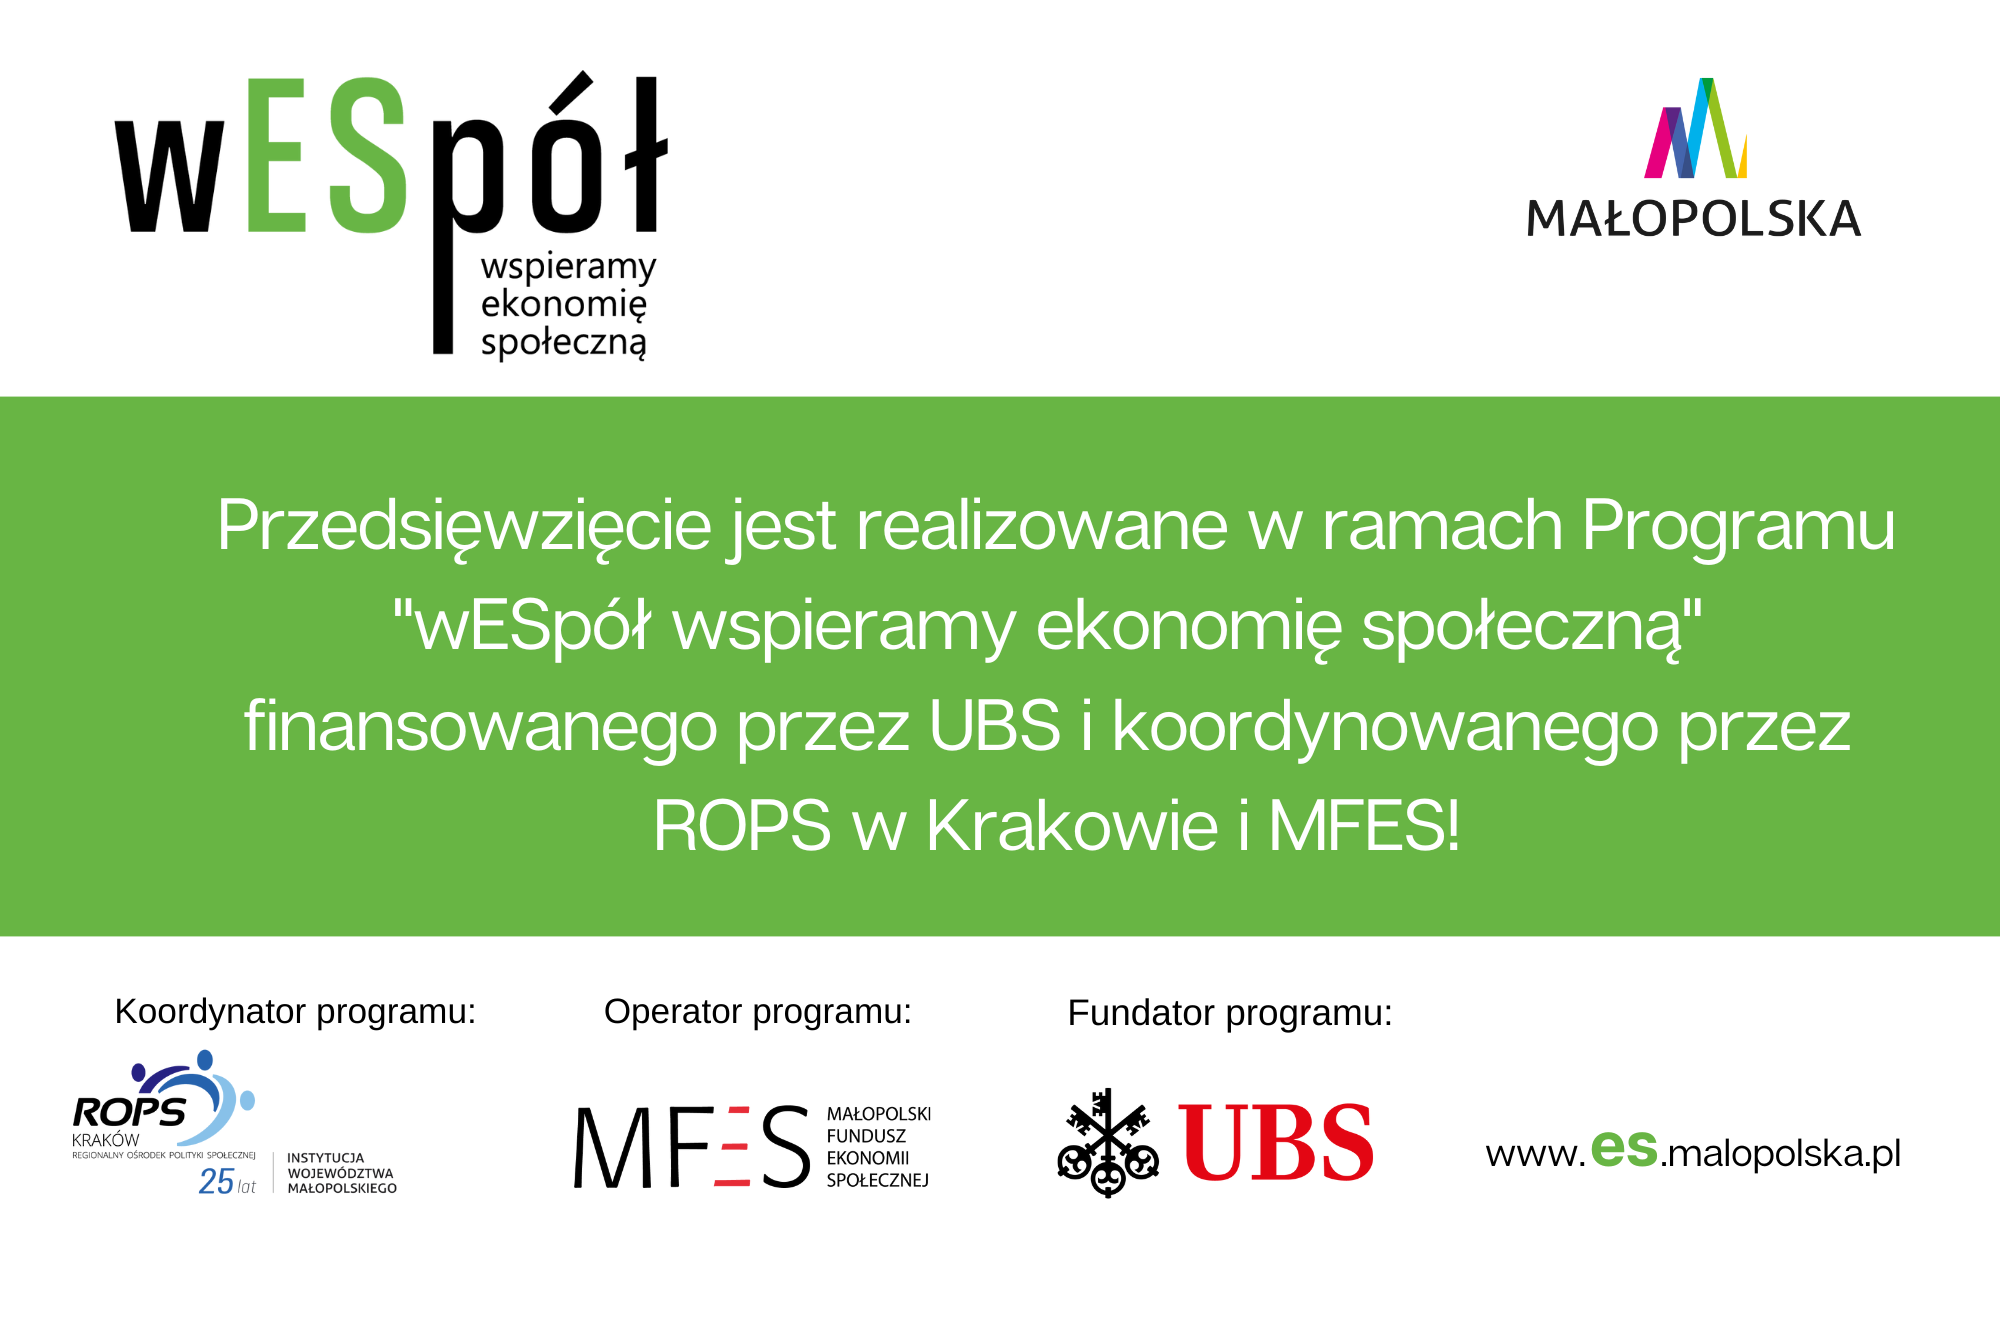 wESpół
wspieramy
ekonomię
społeczną
MAŁOPOLSKA
Przedsięwzięcie jest realizowane w ramach Programu
"wESpół wspieramy ekonomię społeczną"
finansowanego przez UBS i koordynowanego przez
ROPS w Krakowie i MFES!
Koordynator programu:
ROPS
KRAKÓW
REGIONALNY OŚRODEK POLITYKI SPOŁECZNEJ
25 lat
INSTYTUCJA
WOJEWÓDZTWA
MAŁOPOLSKIEGO
Operator programu:
MFES
MAŁOPOLSKI
FUNDUSZ
EKONOMII
SPOŁECZNEJ
Fundator programu:
UBS
www.es.malopolska.pl